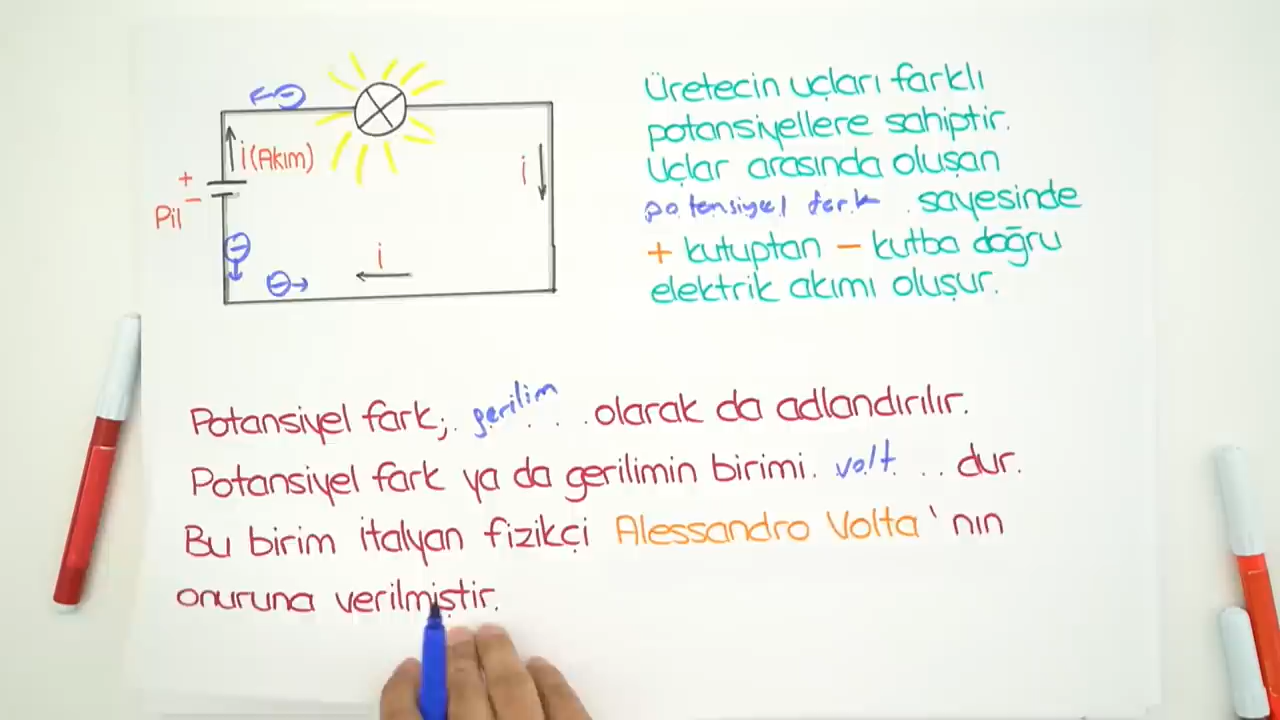 i(Akım)
+
-
Pil
i
i
Üretecin uçları farklı
potansiyellere sahiptir.
Uçlar arasında oluşan
potensiyel fark . sayesinde
+ kutuptan - kutba doğru
elektrik akımı oluşur.
Potansiyel fark; . gerilim . . . olarak da adlandırılır.
Potansiyel fark ya da gerilimin birimi . volt . . dur.
Bu birim italyan fizikçi Alessandro Volta'nın
onuruna verilmiştir.